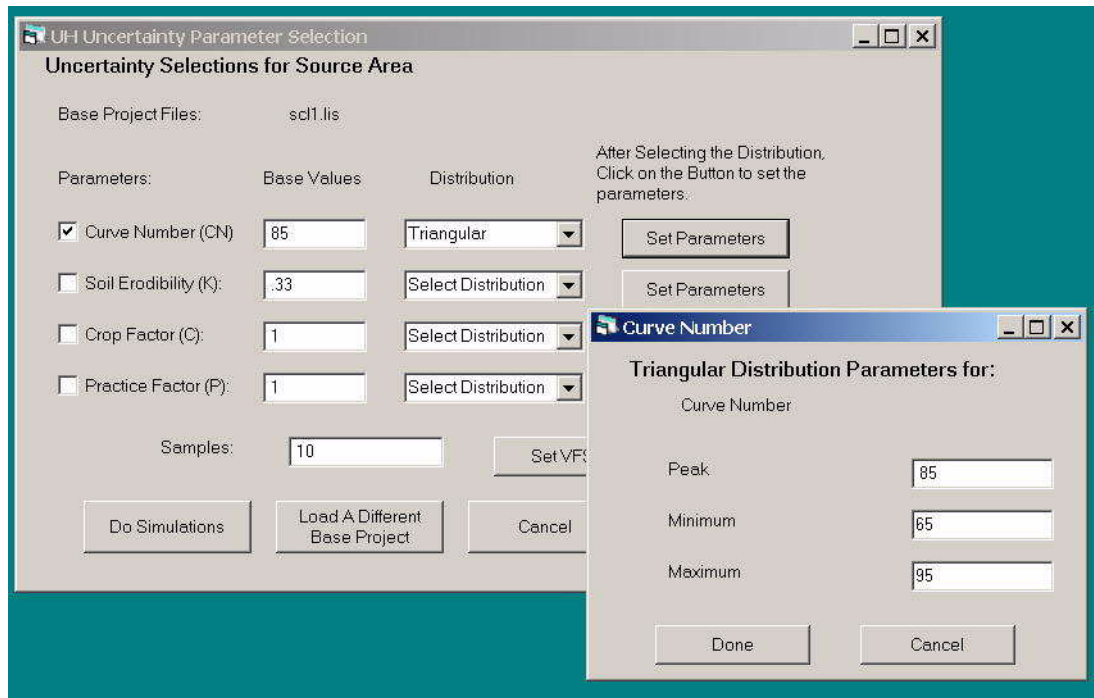 UH Uncertainty Parameter Selection
Uncertainty Selections for Source Area
Base Project Files: scl1.lis
After Selecting the Distribution,
Click on the Button to set the
parameters.
Parameters: Base Values Distribution
Curve Number (CN) 85 Triangular Set Parameters
Soil Erodibility (K): .33 Select Distribution Set Parameters
Crop Factor (C): 1 Select Distribution
Practice Factor (P): 1 Select Distribution
Samples: 10 Set VFS
Do Simulations
Load A Different
Base Project
Cancel
Curve Number
Triangular Distribution Parameters for:
Curve Number
Peak 85
Minimum 65
Maximum 95
Done Cancel